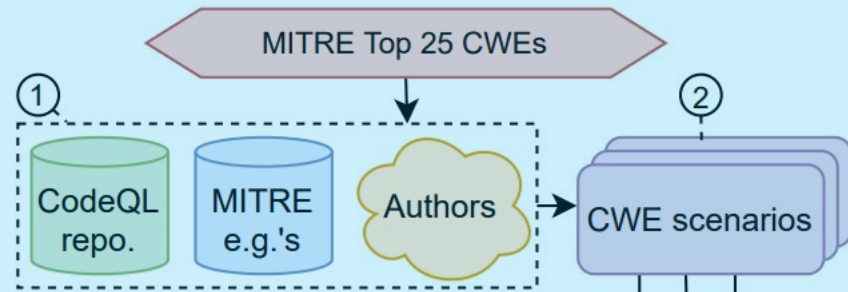 MITRE Top 25 CWEs
1
2
CodeQL
repo.
MITRE
e.g.'s
Authors
CWE scenarios